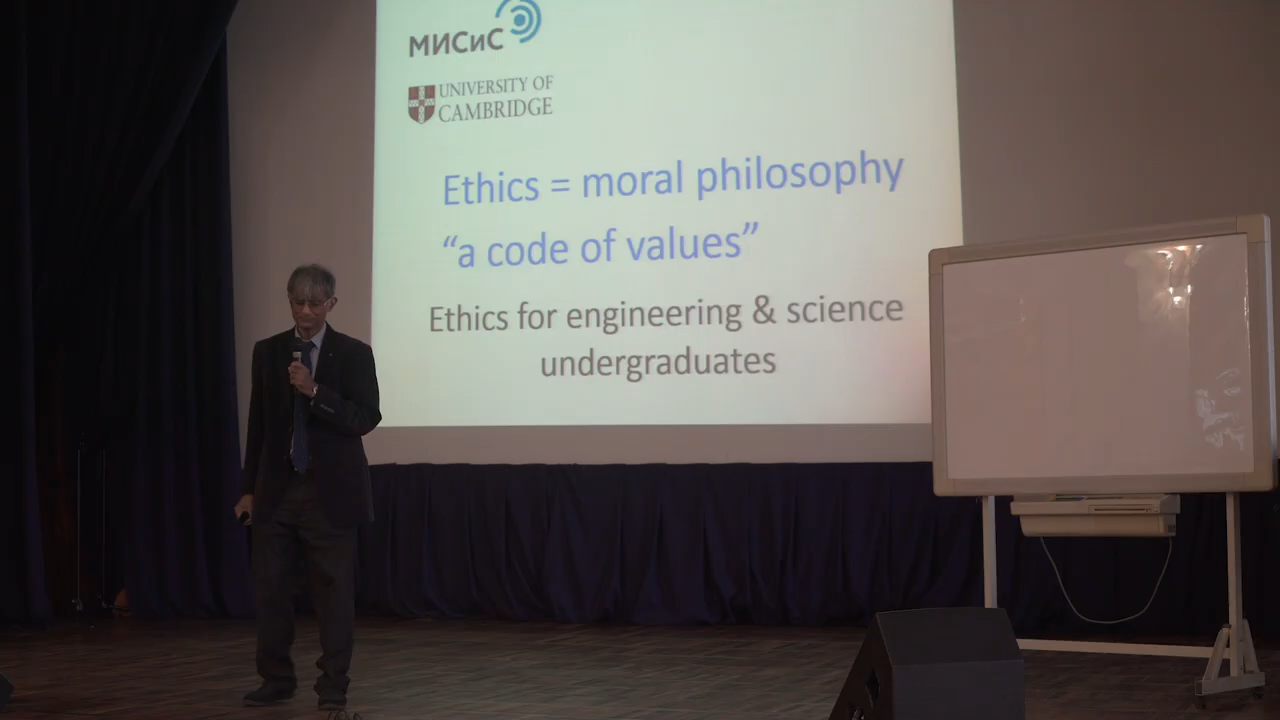 МИСиС
UNIVERSITY OF
CAMBRIDGE
Ethics = moral philosophy
“a code of values”
Ethics for engineering & science
undergraduates